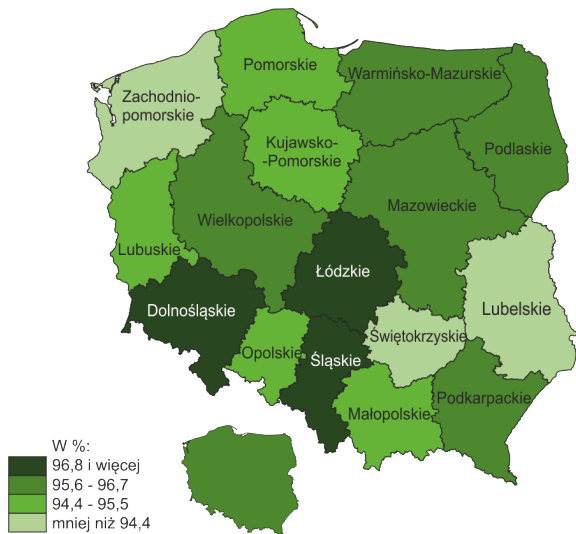 Pomorskie
Warmińsko-Mazurskie
Zachodnio-
pomorskie
Kujawsko-
-Pomorskie
Podlaskie
Mazowieckie
Wielkopolskie
Lubuskie
Łódzkie
Dolnośląskie
Lubelskie
Świętokrzyskie
Opolskie
Śląskie
Podkarpackie
Małopolskie
W %:
96,8 i więcej
95,6 - 96,7
94,4 - 95,5
mniej niż 94,4